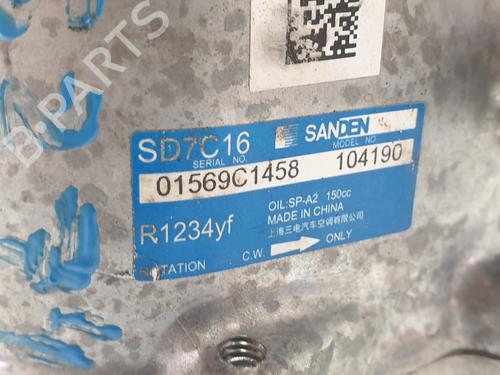 B-PARTS
SD7C16 SANDEN
SERIAL NO. MODEL NO.
01569C1458 104190
R1234yf
OIL:SP-A2 150cc
MADE IN CHINA
上海三电汽车空调有限公司
ROTATION C.W. ONLY